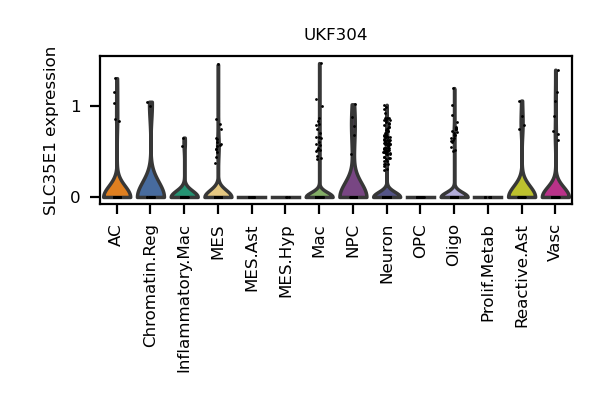 UKF304
SLC35E1 expression
1
0
AC
Chromatin.Reg
Inflammatory.Mac
MES
MES.Ast
MES.Hyp
Mac
NPC
Neuron
OPC
Oligo
Prolif.Metab
Reactive.Ast
Vasc